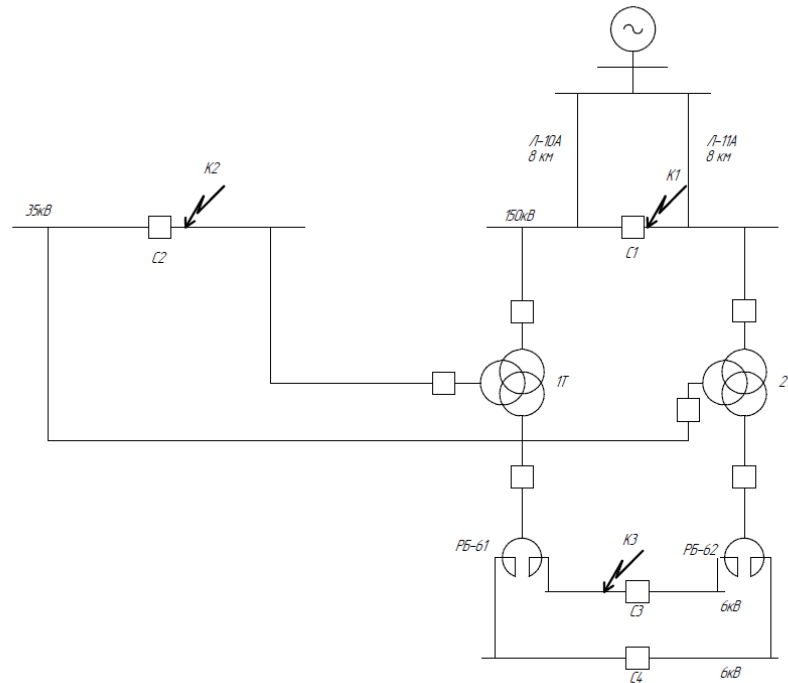 Л-10А
8 км
Л-11А
8 км
К2
К1
35кВ
150кВ
С2
С1
1Т
2
РБ-61
К3
РБ-62
С3
6кВ
С4
6кВ